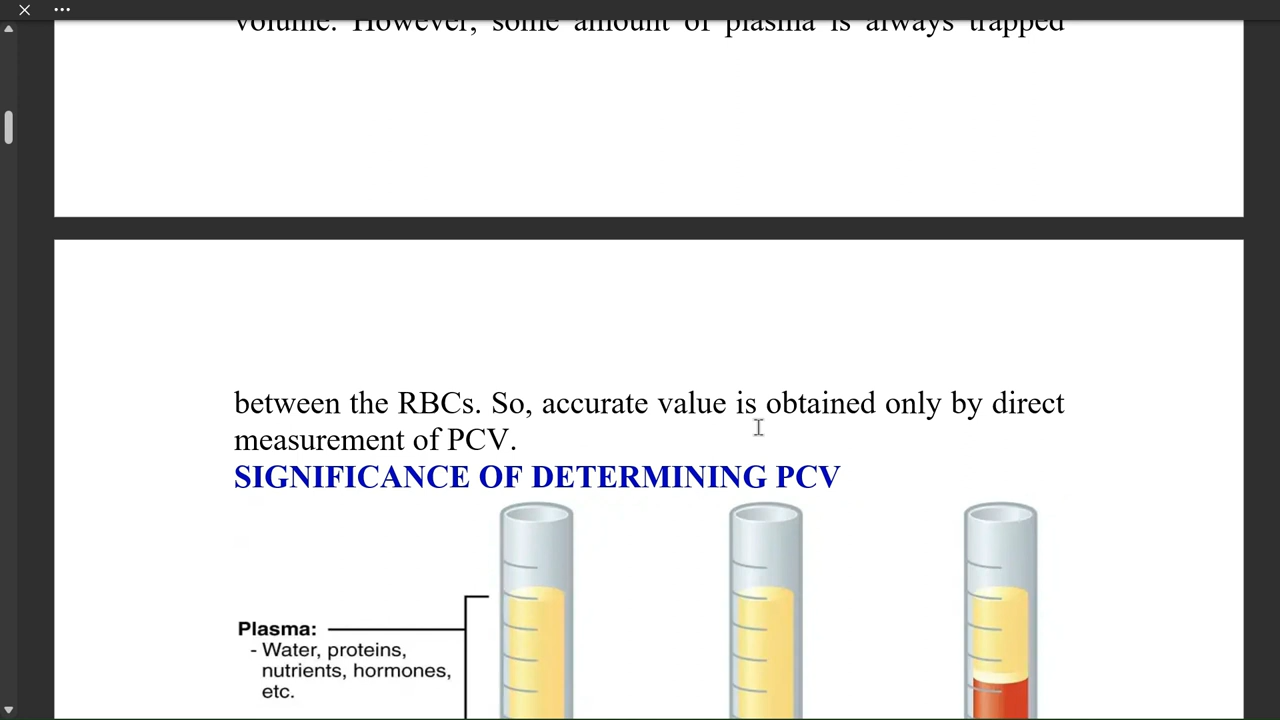 volume. However, some amount of plasma is always trapped
between the RBCs. So, accurate value is obtained only by direct
measurement of PCV.
SIGNIFICANCE OF DETERMINING PCV
Plasma:
- Water, proteins,
nutrients, hormones,
etc.